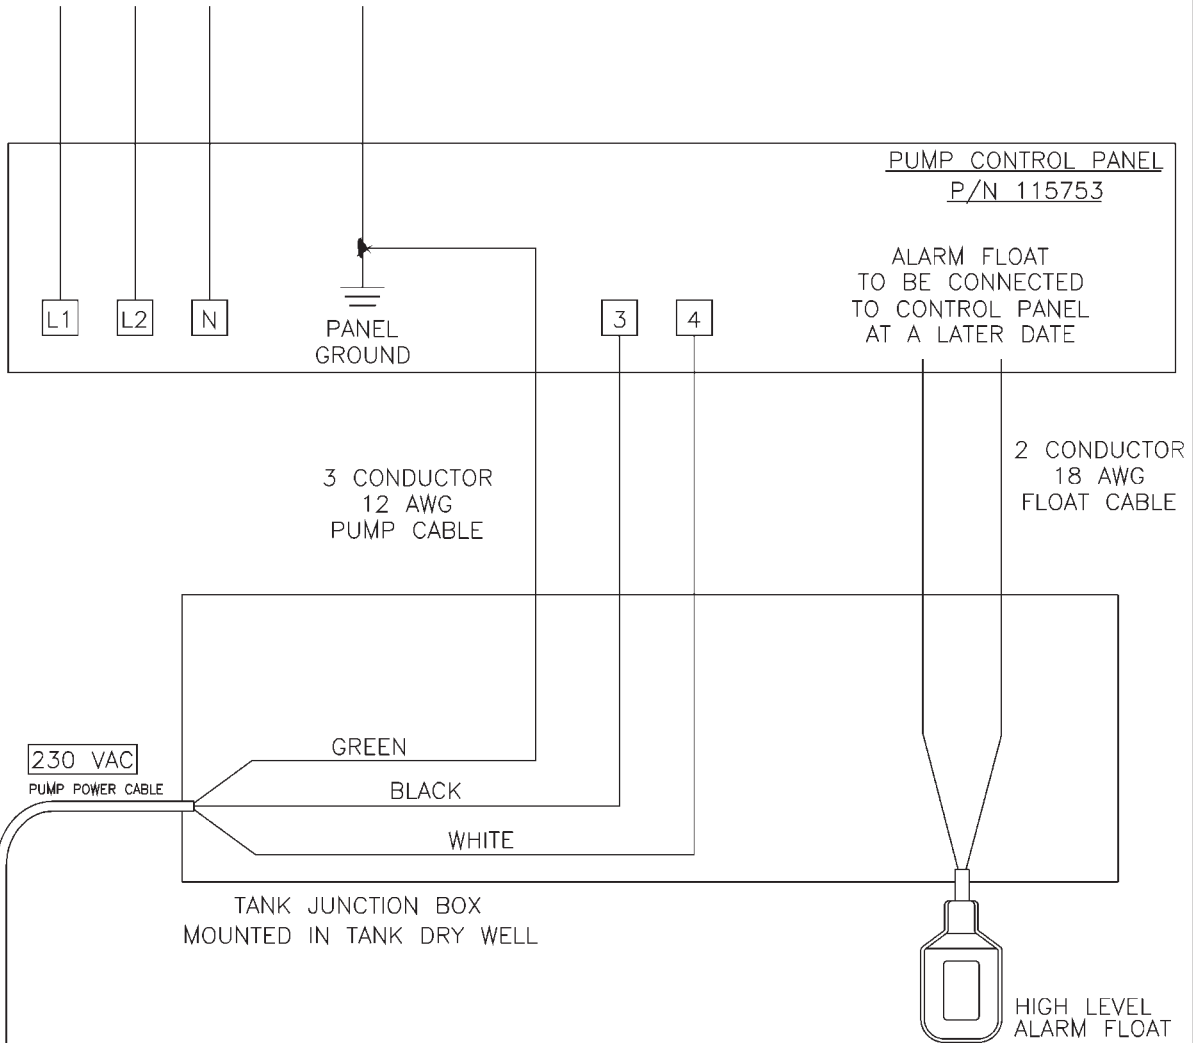 PUMP CONTROL PANEL
P/N 115753
ALARM FLOAT
TO BE CONNECTED
TO CONTROL PANEL
AT A LATER DATE
L1
L2
N
PANEL
GROUND
3
4
3 CONDUCTOR
12 AWG
PUMP CABLE
2 CONDUCTOR
18 AWG
FLOAT CABLE
230 VAC
PUMP POWER CABLE
GREEN
BLACK
WHITE
TANK JUNCTION BOX
MOUNTED IN TANK DRY WELL
HIGH LEVEL
ALARM FLOAT